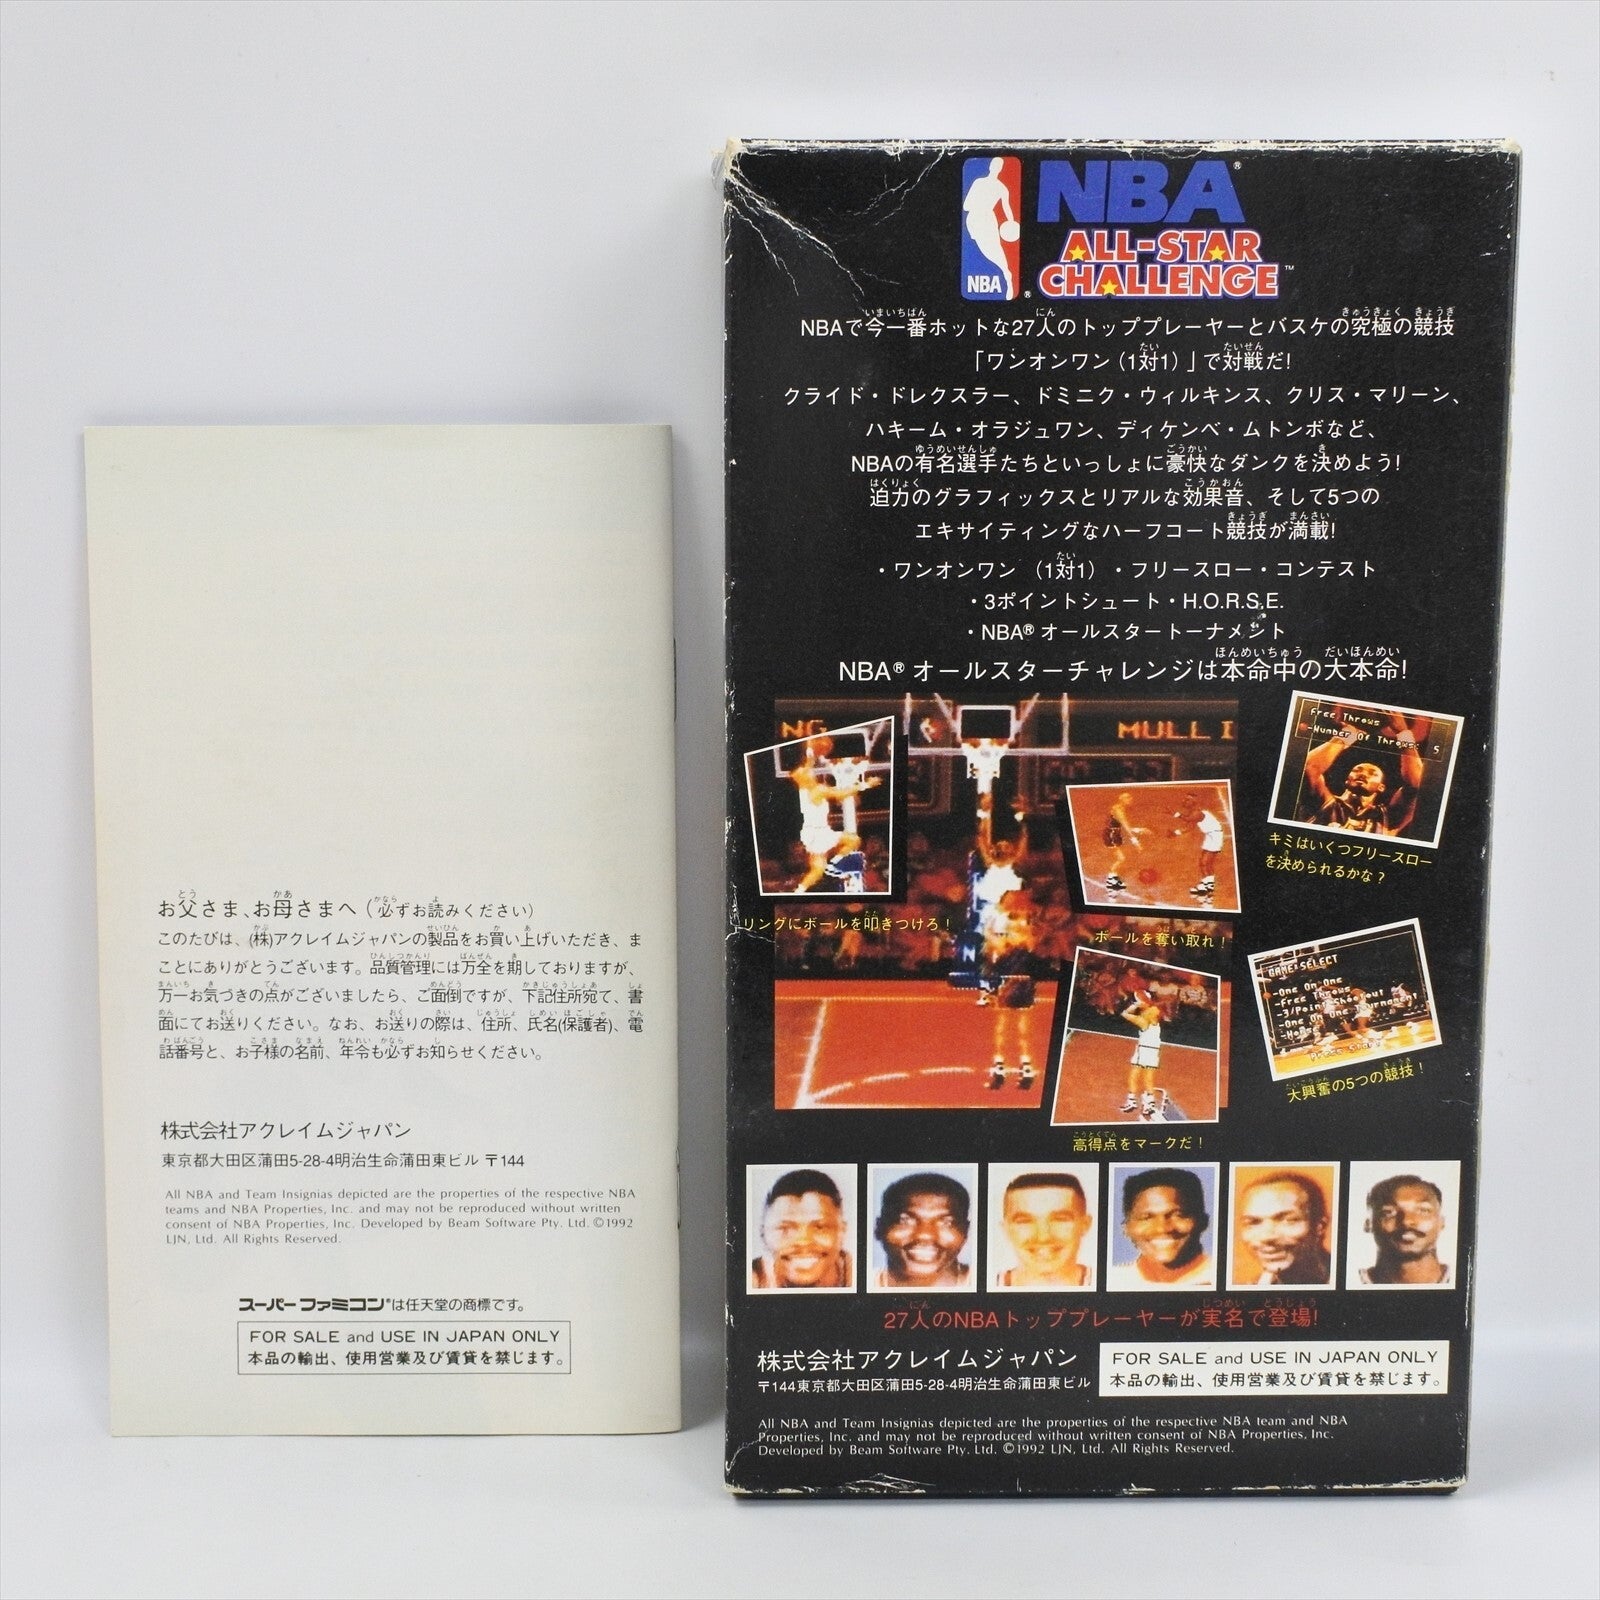 お父さま、お母さまへ(必ずお読みください)
このたびは、(株)アクレイムジャパンの製品をお買い上げいただき、ま
ことにありがとうございます。品質管理には万全を期しておりますが、
万一お気づきの点がございましたら、ご面倒ですが、下記住所宛て、書
面にてお送りください。なお、お送りの際は、住所、氏名(保護者)、電
話番号と、お子様の名前、年令も必ずお知らせください。
株式会社アクレイムジャパン
東京都大田区蒲田5-28-4明治生命蒲田東ビル 〒144
All NBA and Team Insignias depicted are the properties of the respective NBA
teams and NBA Properties, Inc. and may not be reproduced without written
consent of NBA Properties, Inc. Developed by Beam Software Pty. Ltd. ©1992
LJN, Ltd. All Rights Reserved.
スーパーファミコン®は任天堂の商標です。
FOR SALE and USE IN JAPAN ONLY
本品の輸出、使用営業及び賃貸を禁じます。
NBA®
NBA®
ALL-STAR
CHALLENGE™
NBAで今一番ホットな27人のトッププレーヤーとバスケの究極の競技
「ワンオンワン(1対1)」で対戦だ!
クライド・ドレクスラー、ドミニク・ウィルキンス、クリス・マリーン、
ハキーム・オラジュワン、ディケンベ・ムトンボなど、
NBAの有名選手たちといっしょに豪快なダンクを決めよう!
迫力のグラフィックスとリアルな効果音、そして5つの
エキサイティングなハーフコート競技が満載!
・ワンオンワン (1対1)・フリースロー・コンテスト
・3ポイントシュート・H.O.R.S.E.
・NBA® オールスタートーナメント
NBA® オールスターチャレンジは本命中の大本命!
NG
MULLI
Free Throws
-Number Of Throws: 5
キミはいくつフリースロー
を決められるかな?
リングにボールを叩きつけろ!
ボールを奪い取れ!
GAME SELECT
-One On One
-Free Throws
-3/Point Shootout
-One On One Tournament
-Horse
Press Start
大興奮の5つの競技!
高得点をマークだ!
27人のNBAトッププレーヤーが実名で登場!
株式会社アクレイムジャパン
〒144東京都大田区蒲田5-28-4明治生命蒲田東ビル
FOR SALE and USE IN JAPAN ONLY
本品の輸出、使用営業及び賃貸を禁じます。
All NBA and Team Insignias depicted are the properties of the respective NBA team and NBA
Properties, Inc. and may not be reproduced without written consent of NBA Properties, Inc.
Developed by Beam Software Pty. Ltd. ©1992 LJN, Ltd. All Rights Reserved.